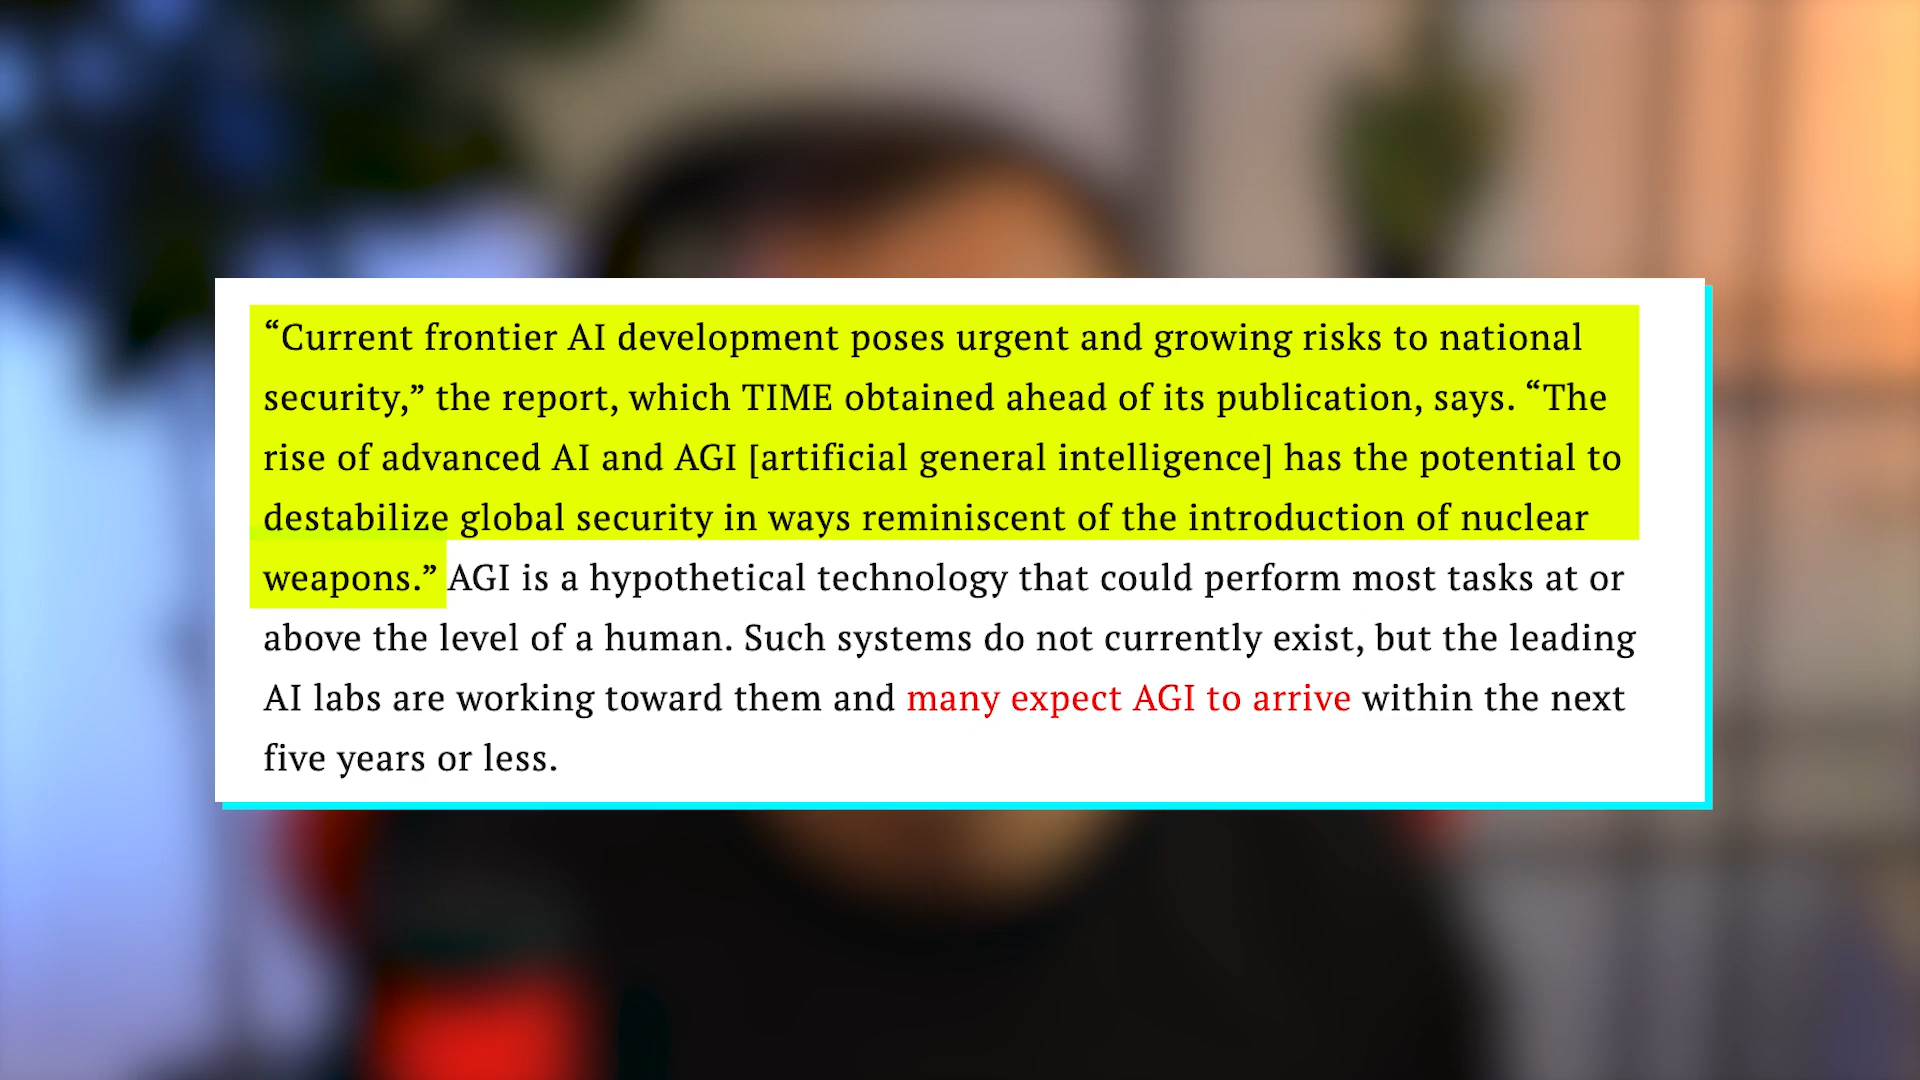 “Current frontier AI development poses urgent and growing risks to national
security,” the report, which TIME obtained ahead of its publication, says. “The
rise of advanced AI and AGI [artificial general intelligence] has the potential to
destabilize global security in ways reminiscent of the introduction of nuclear
weapons.” AGI is a hypothetical technology that could perform most tasks at or
above the level of a human. Such systems do not currently exist, but the leading
AI labs are working toward them and many expect AGI to arrive within the next
five years or less.